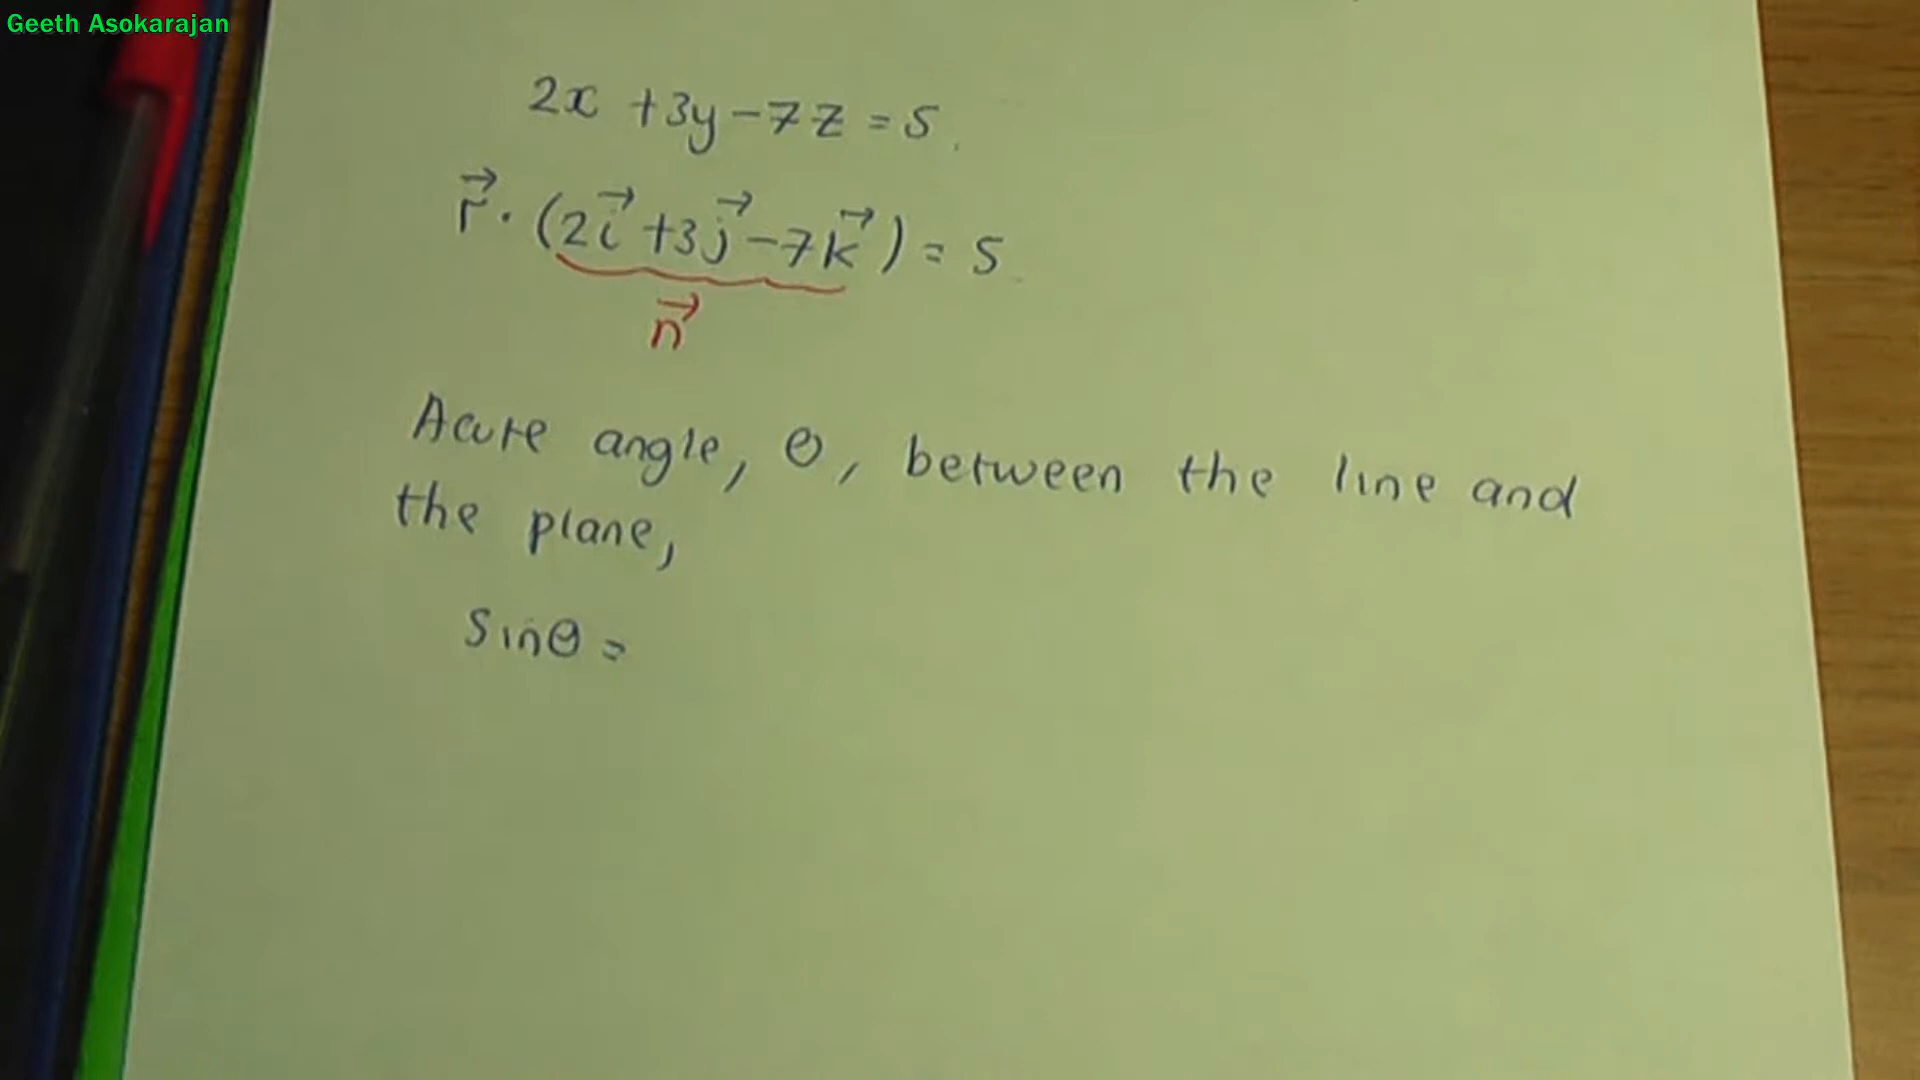 Geeth Asokarajan
2x + 3y - 7z = 5.
r⃗ · (2i⃗ + 3j⃗ - 7k⃗) = 5
n⃗
Acute angle, θ, between the line and
the plane,
sinθ =